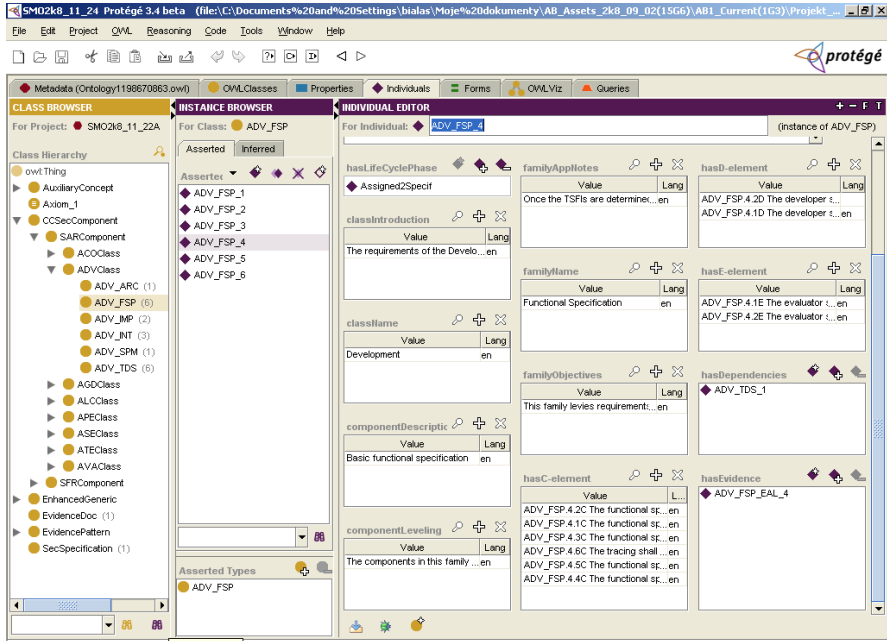 SMO2k8_11_24 Protégé 3.4 beta (file:\C:\Documents%20and%20Settings\bialas\Moje%20dokumenty\AB_Assets_2k8_09_02(15G6)\AB1_Current(1G3)\Projekt_...
File Edit Project OWL Reasoning Code Tools Window Help
protégé
Metadata (Ontology1198670863.owl) OWLClasses Properties Individuals Forms OWLViz Queries
CLASS BROWSER
For Project: SMO2k8_11_22A
Class Hierarchy
owl:Thing
AuxiliaryConcept
Axiom_1
CCSecComponent
SARComponent
ACOClass
ADVClass
ADV_ARC (1)
ADV_FSP (6)
ADV_IMP (2)
ADV_INT (3)
ADV_SPM (1)
ADV_TDS (6)
AGDClass
ALCClass
APEClass
ASEClass
ATEClass
AVAClass
SFRComponent
EnhancedGeneric
EvidenceDoc (1)
EvidencePattern
SecSpecification (1)
INSTANCE BROWSER
For Class: ADV_FSP
Asserted Inferred
Assertec
ADV_FSP_1
ADV_FSP_2
ADV_FSP_3
ADV_FSP_4
ADV_FSP_5
ADV_FSP_6
Asserted Types
ADV_FSP
INDIVIDUAL EDITOR
+ − F T
For Individual: ADV_FSP_4 (instance of ADV_FSP)
hasLifeCyclePhase
Assigned2Specif
classIntroduction
Value Lang
The requirements of the Develo... en
className
Value Lang
Development en
componentDescriptic
Value Lang
Basic functional specification en
componentLeveling
Value Lang
The components in this family ... en
familyAppNotes
Value Lang
Once the TSFIs are determined... en
familyName
Value Lang
Functional Specification en
familyObjectives
Value Lang
This family levies requirements... en
hasC-element
Value L...
ADV_FSP.4.2C The functional sp... en
ADV_FSP.4.1C The functional sp... en
ADV_FSP.4.3C The functional sp... en
ADV_FSP.4.6C The tracing shall ... en
ADV_FSP.4.5C The functional sp... en
ADV_FSP.4.4C The functional sp... en
hasD-element
Value Lang
ADV_FSP.4.2D The developer s...
ADV_FSP.4.1D The developer s...
hasE-element
Value Lang
ADV_FSP.4.1E The evaluator s... en
ADV_FSP.4.2E The evaluator s... en
hasDependencies
ADV_TDS_1
hasEvidence
ADV_FSP_EAL_4